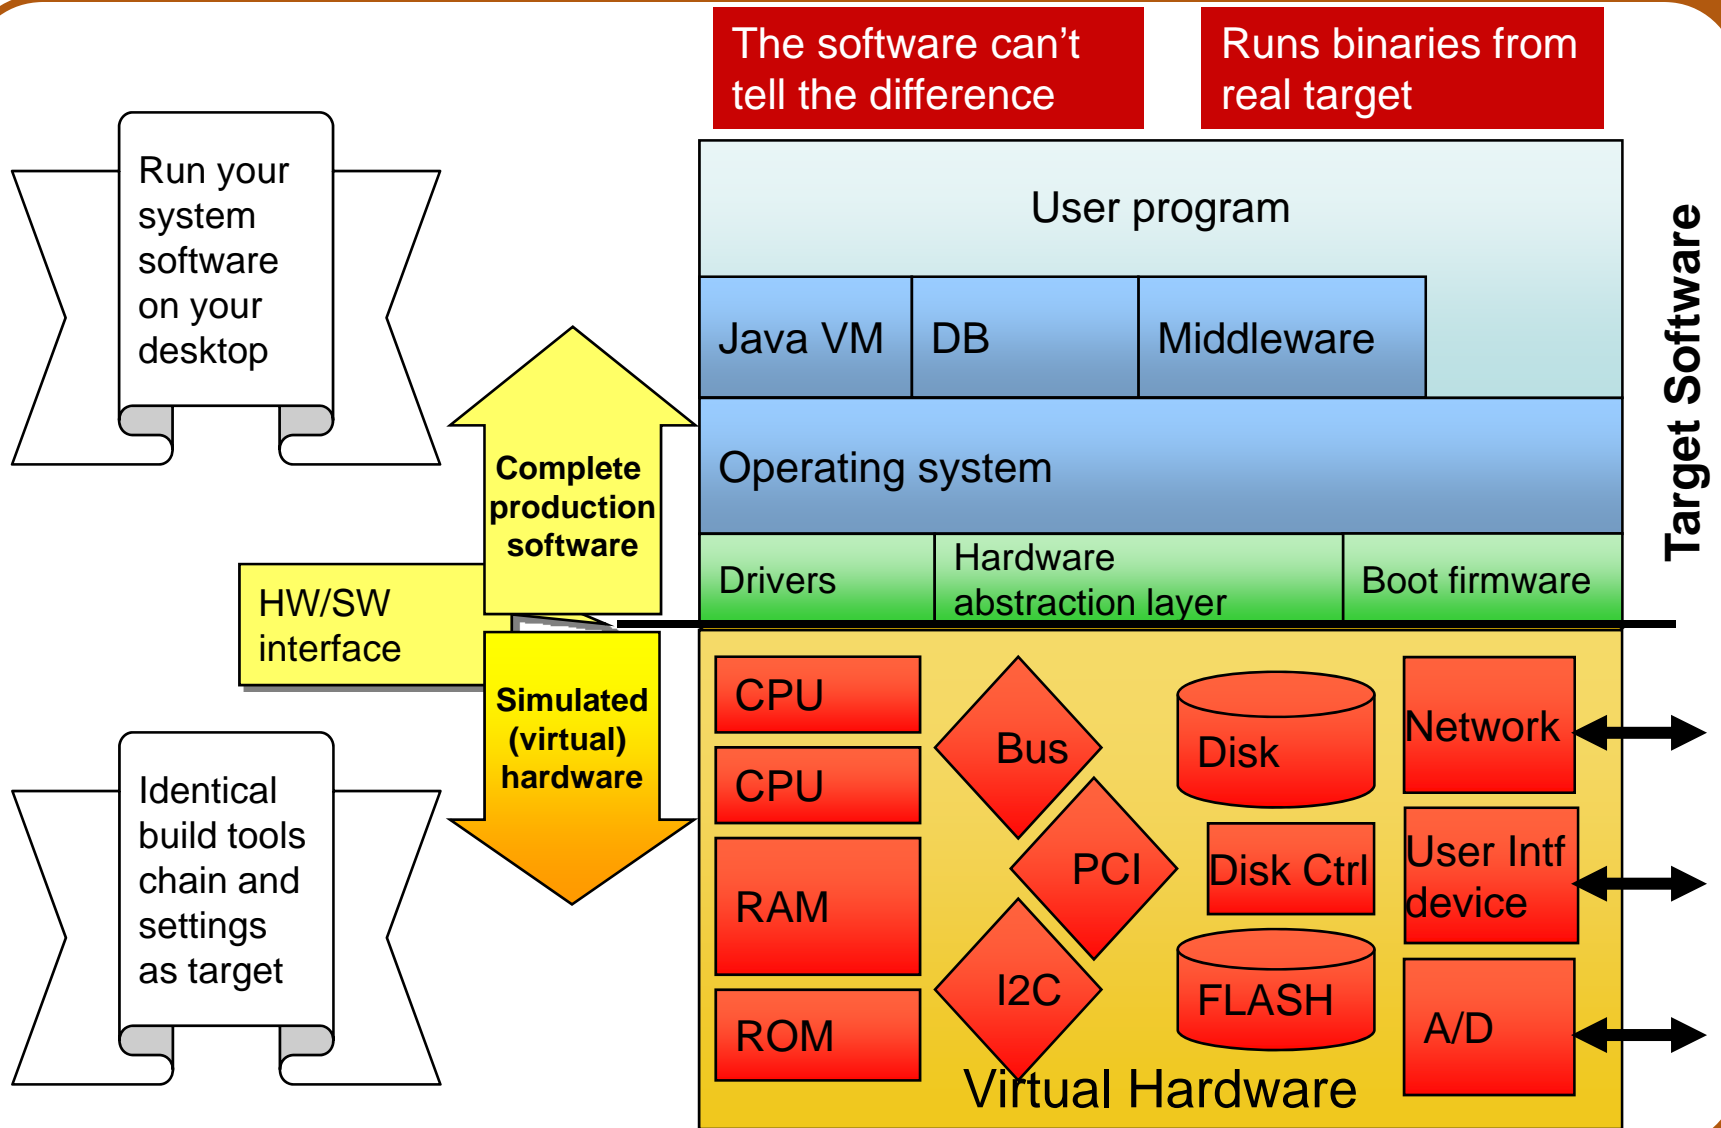 The software can't
tell the difference
Runs binaries from
real target
Run your
system
software
on your
desktop
User program
Java VM
DB
Middleware
Operating system
Drivers
Hardware
abstraction layer
Boot firmware
Target Software
Complete
production
software
HW/SW
interface
Simulated
(virtual)
hardware
Identical
build tools
chain and
settings
as target
CPU
CPU
RAM
ROM
Bus
PCI
I2C
Disk
Disk Ctrl
FLASH
Network
User Intf
device
A/D
Virtual Hardware